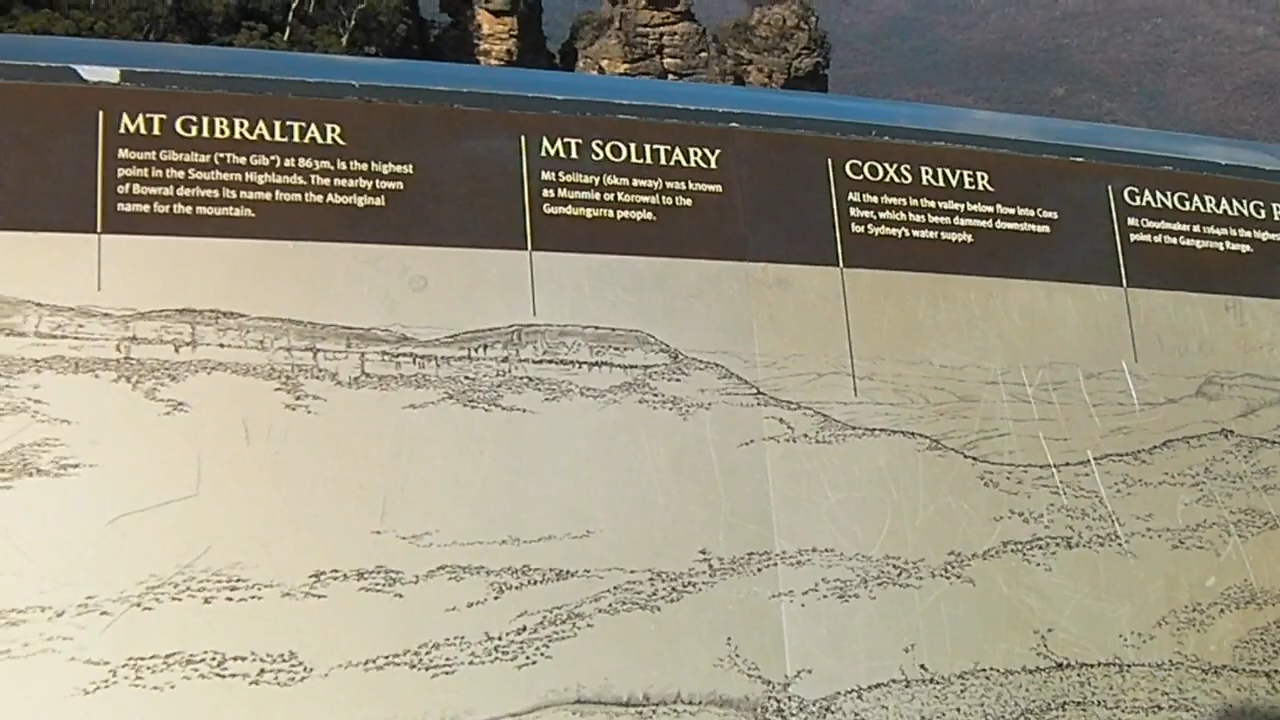 MT GIBRALTAR
Mount Gibraltar ("The Gib") at 863m, is the highest
point in the Southern Highlands. The nearby town
of Bowral derives its name from the Aboriginal
name for the mountain.
MT SOLITARY
Mt Solitary (6km away) was known
as Munmie or Korowal to the
Gundungurra people.
COXS RIVER
All the rivers in the valley below flow into Coxs
River, which has been dammed downstream
for Sydney's water supply.
GANGARANG
Mt Cloudmaker at 1164m is the highest
point of the Gangarang Range.